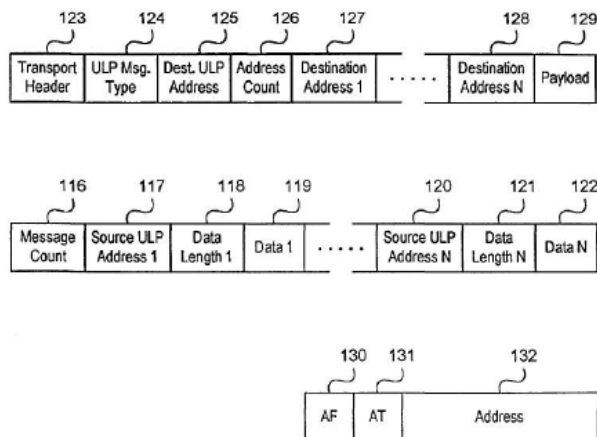 123 124 125 126 127 128 129
Transport Header ULP Msg. Type Dest. ULP Address Address Count Destination Address 1 ..... Destination Address N Payload
116 117 118 119 120 121 122
Message Count Source ULP Address 1 Data Length 1 Data 1 ..... Source ULP Address N Data Length N Data N
130 131 132
AF AT Address